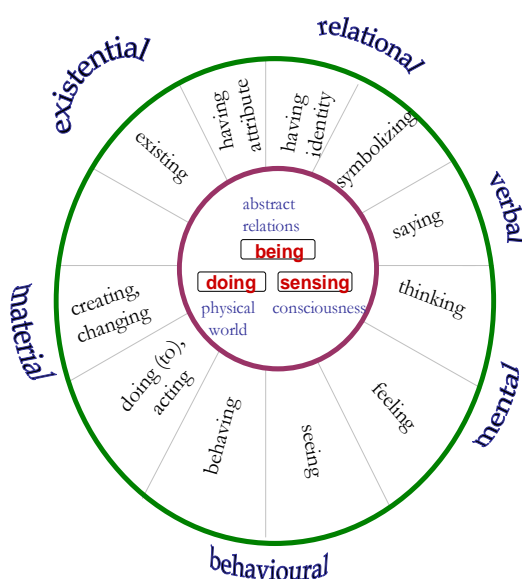 existential
relational
verbal
mental
behavioural
material
existing
having
attribute
having
identity
symbolizing
saying
thinking
feeling
seeing
behaving
doing (to),
acting
creating,
changing
abstract
relations
being
doing
sensing
physical
world
consciousness